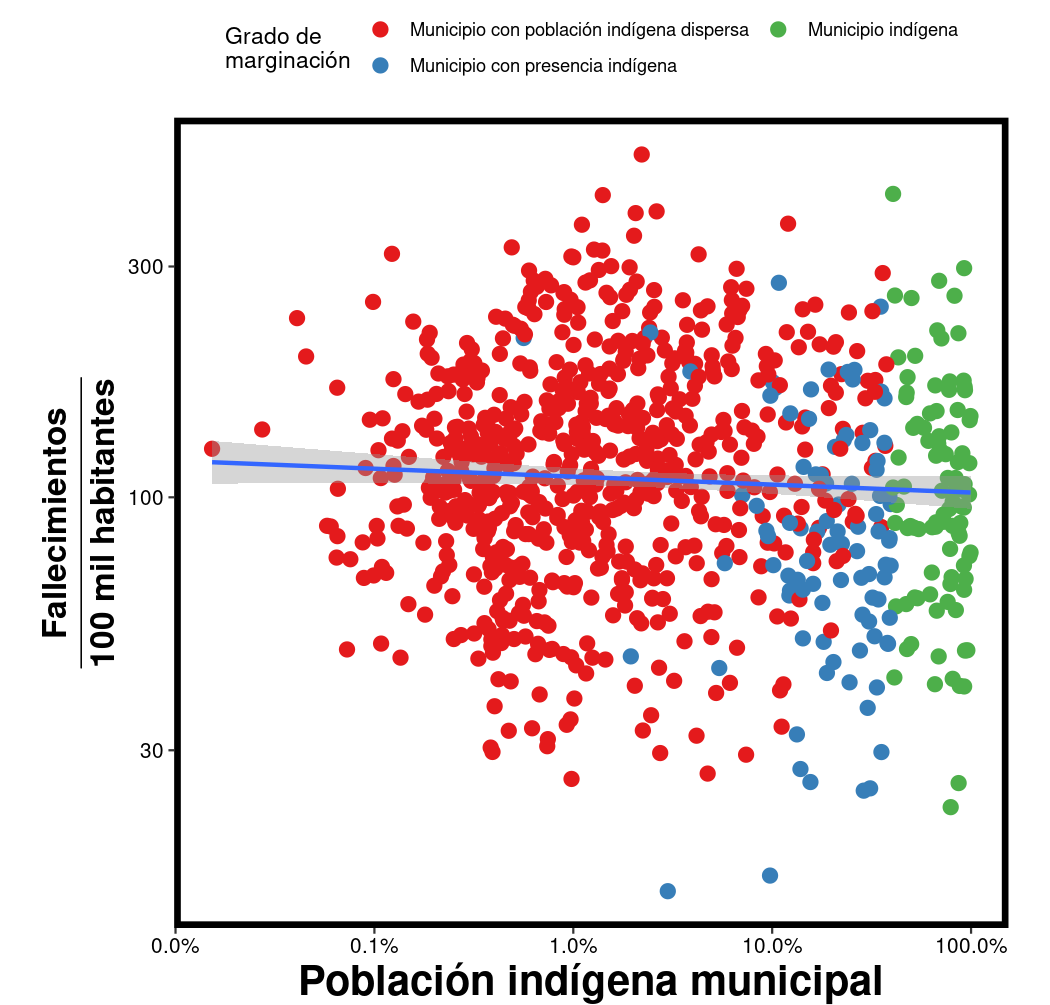 Grado de
marginación
Municipio con población indígena dispersa
Municipio indígena
Municipio con presencia indígena
Fallecimientos
100 mil habitantes
300
100
30
0.0%
0.1%
1.0%
10.0%
100.0%
Población indígena municipal